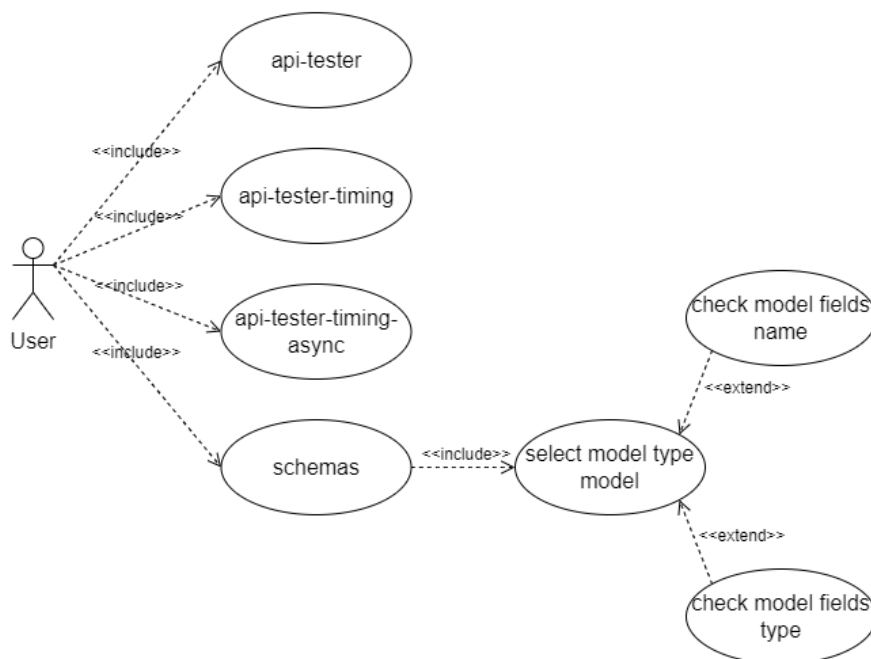 api-tester
<<include>>
api-tester-timing
<<include>>
<<include>>
api-tester-timing-
async
User
<<include>>
schemas
<<include>>
select model type
model
check model fields
name
<<extend>>
<<extend>>
check model fields
type